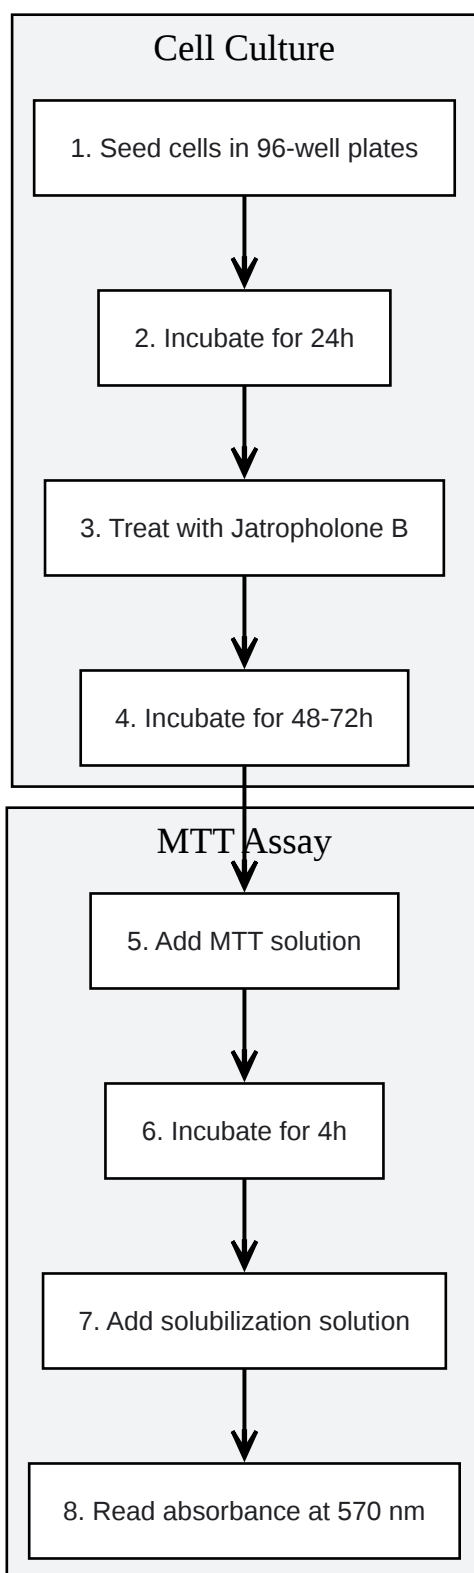 Cell Culture
1. Seed cells in 96-well plates
2. Incubate for 24h
3. Treat with Jatropholone B
4. Incubate for 48-72h
MTT Assay
5. Add MTT solution
6. Incubate for 4h
7. Add solubilization solution
8. Read absorbance at 570 nm